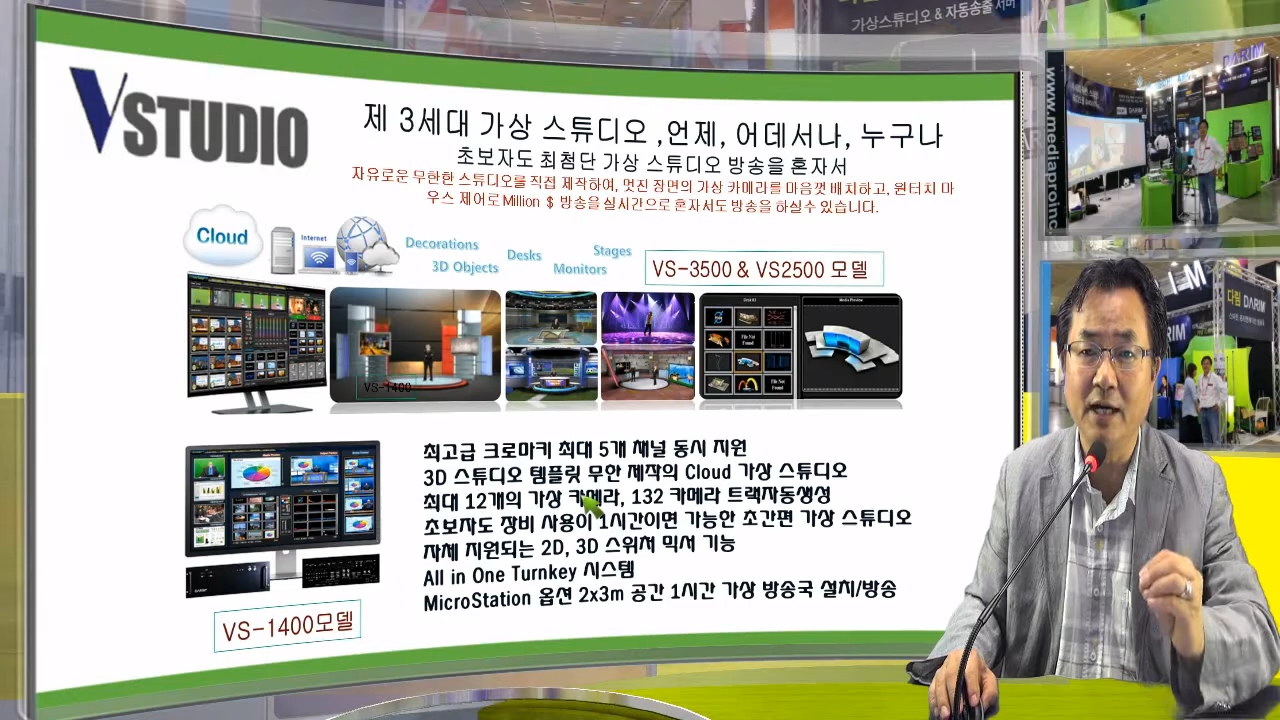 가상스튜디오 & 자동송출 서버
VSTUDIO
제 3세대 가상 스튜디오 ,언제, 어데서나, 누구나
초보자도 최첨단 가상 스튜디오 방송을 혼자서
자유로운 무한한 스튜디오를 직접 제작하여, 멋진 장면의 가상 카메라를 마음껏 배치하고, 원터치 마
우스 제어로 Million $ 방송을 실시간으로 혼자서도 방송을 하실수 있습니다.
Cloud
Internet
Decorations
Desks
Stages
3D Objects
Monitors
VS-3500 & VS2500 모델
VS-1400
Media Preview
File Not Found
File Not Found
최고급 크로마키 최대 5개 채널 동시 지원
3D 스튜디오 템플릿 무한 제작의 Cloud 가상 스튜디오
최대 12개의 가상 카메라, 132 카메라 트랙자동생성
초보자도 장비 사용이 1시간이면 가능한 초간편 가상 스튜디오
자체 지원되는 2D, 3D 스위처 믹서 기능
All in One Turnkey 시스템
MicroStation 옵션 2x3m 공간 1시간 가상 방송국 설치/방송
VS-1400모델
www.mediaproinc.
DARIM
다림 DARIM